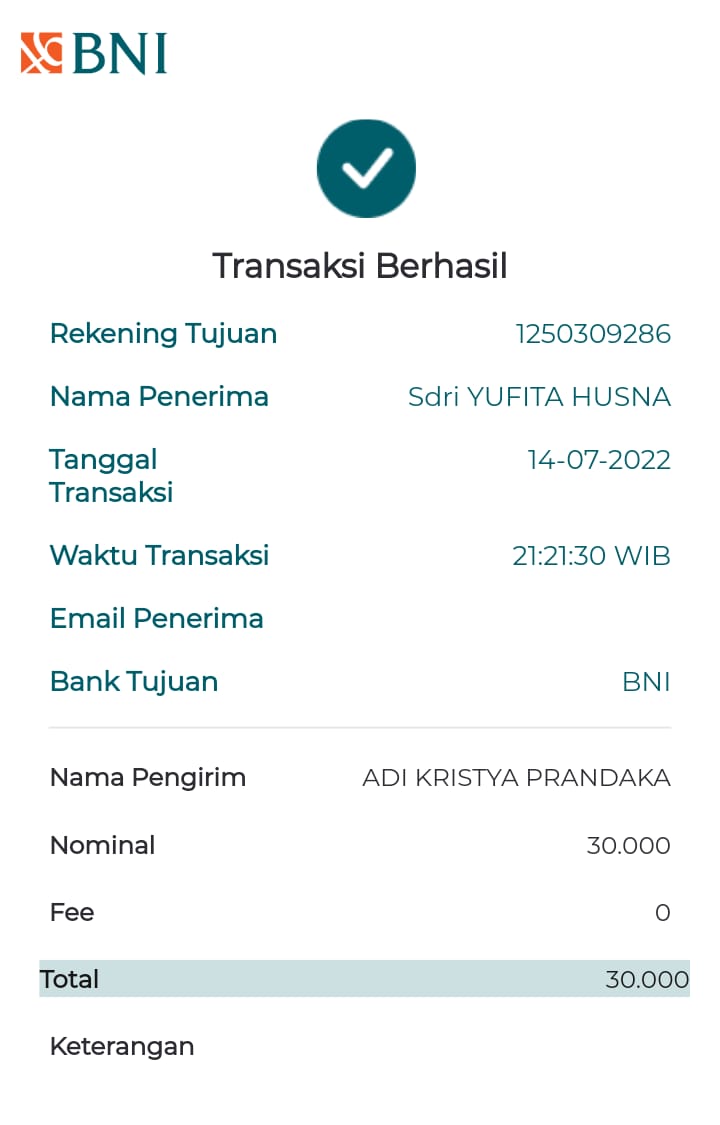 BNI
Transaksi Berhasil
Rekening Tujuan 1250309286
Nama Penerima Sdri YUFITA HUSNA
Tanggal 14-07-2022
Transaksi
Waktu Transaksi 21:21:30 WIB
Email Penerima
Bank Tujuan BNI
Nama Pengirim ADI KRISTYA PRANDAKA
Nominal 30.000
Fee 0
Total 30.000
Keterangan